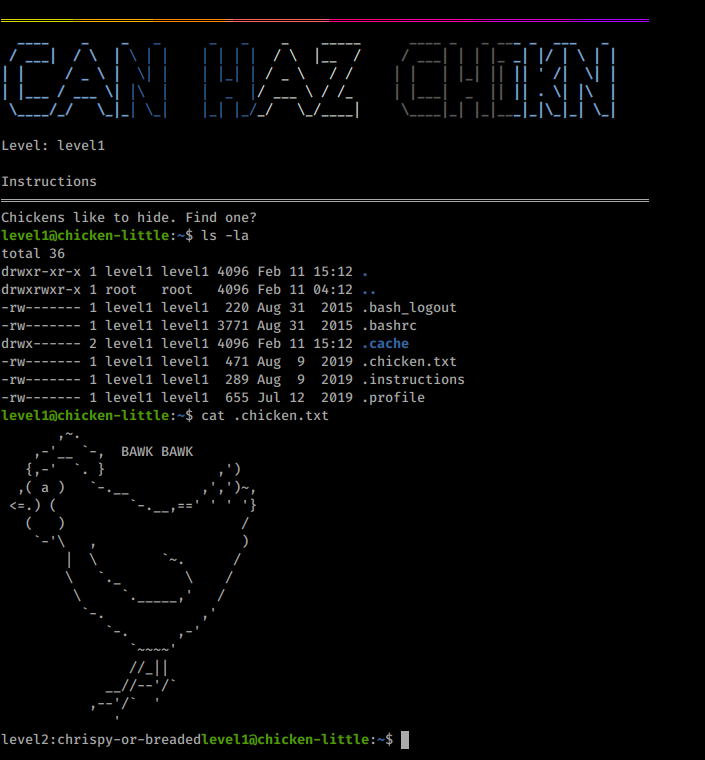 CAN HAZ CHIKN
Level: level1
Instructions
Chickens like to hide. Find one?
level1@chicken-little:~$ ls -la
total 36
drwxr-xr-x 1 level1 level1 4096 Feb 11 15:12 .
drwxrwxr-x 1 root   root   4096 Feb 11 04:12 ..
-rw------- 1 level1 level1  220 Aug 31  2015 .bash_logout
-rw------- 1 level1 level1 3771 Aug 31  2015 .bashrc
drwx------ 2 level1 level1 4096 Feb 11 15:12 .cache
-rw------- 1 level1 level1  471 Aug  9  2019 .chicken.txt
-rw------- 1 level1 level1  289 Aug  9  2019 .instructions
-rw------- 1 level1 level1  655 Jul 12  2019 .profile
level1@chicken-little:~$ cat .chicken.txt
BAWK BAWK
level2:chrispy-or-breadedlevel1@chicken-little:~$